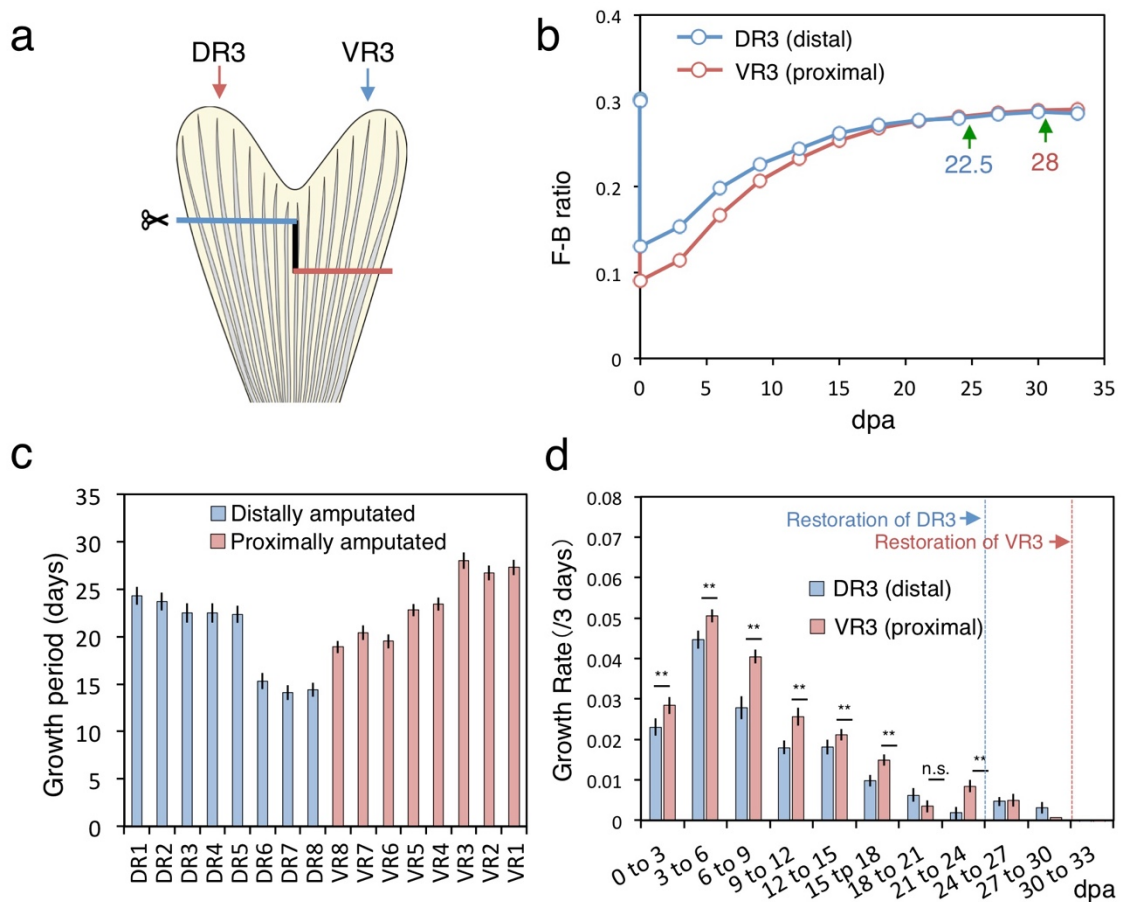 a
DR3
VR3
b
F-B ratio
0.4
0.3
0.2
0.1
0
DR3 (distal)
VR3 (proximal)
22.5
28
0 5 10 15 20 25 30 35
dpa
c
Growth period (days)
35
30
25
20
15
10
5
0
Distally amputated
Proximally amputated
DR1 DR2 DR3 DR4 DR5 DR6 DR7 DR8 VR8 VR7 VR6 VR5 VR4 VR3 VR2 VR1
d
Growth Rate (/3 days)
0.08
0.07
0.06
0.05
0.04
0.03
0.02
0.01
0
Restoration of DR3
Restoration of VR3
DR3 (distal)
VR3 (proximal)
** ** ** ** ** ** n.s. **
0 to 3 3 to 6 6 to 9 9 to 12 12 to 15 15 tp 18 18 to 21 21 to 24 24 to 27 27 to 30 30 to 33
dpa